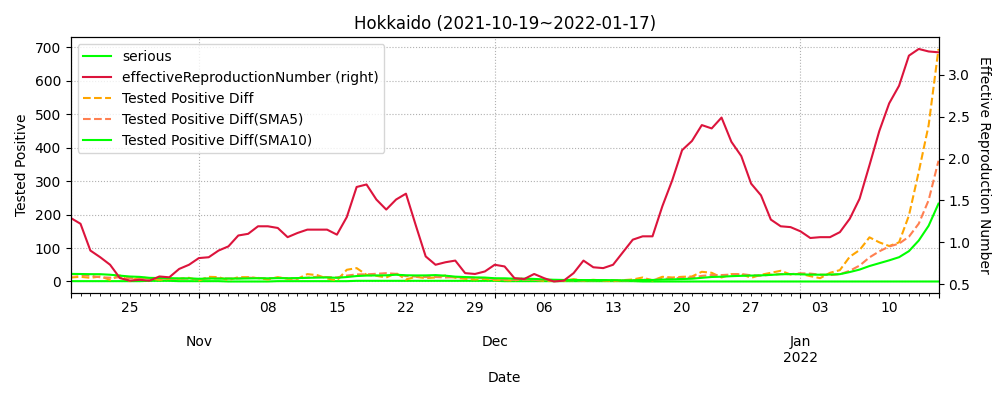 Hokkaido (2021-10-19~2022-01-17)
serious
effectiveReproductionNumber (right)
Tested Positive Diff
Tested Positive Diff(SMA5)
Tested Positive Diff(SMA10)
Tested Positive
700
600
500
400
300
200
100
0
3.0
2.5
2.0
1.5
1.0
0.5
Effective Reproduction Number
25 08 15 22 29 06 13 20 27 03 10
Nov Dec Jan
2022
Date